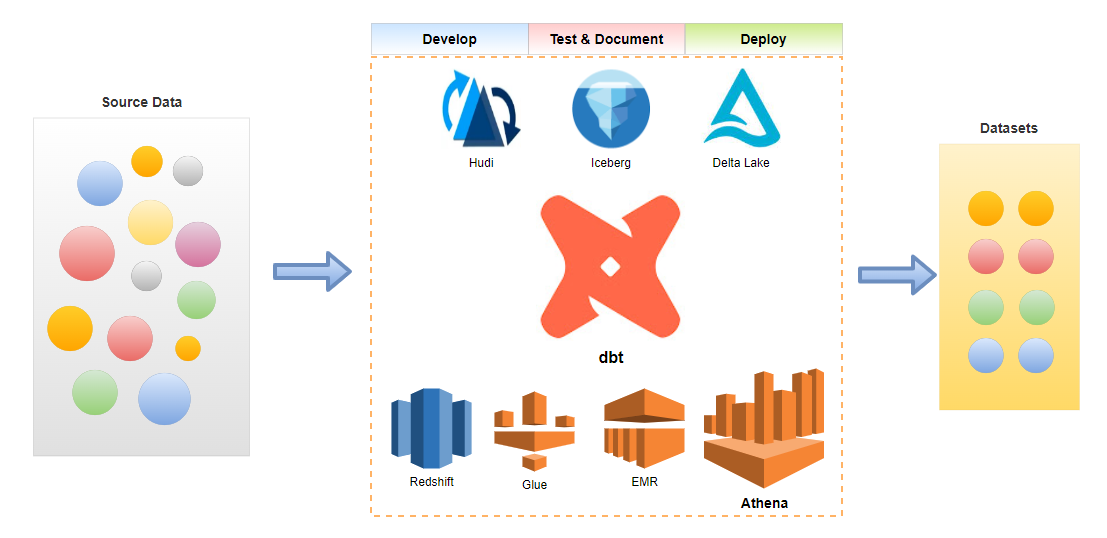 Develop
Test & Document
Deploy
Source Data
Hudi
Iceberg
Delta Lake
Datasets
dbt
Redshift
Glue
EMR
Athena